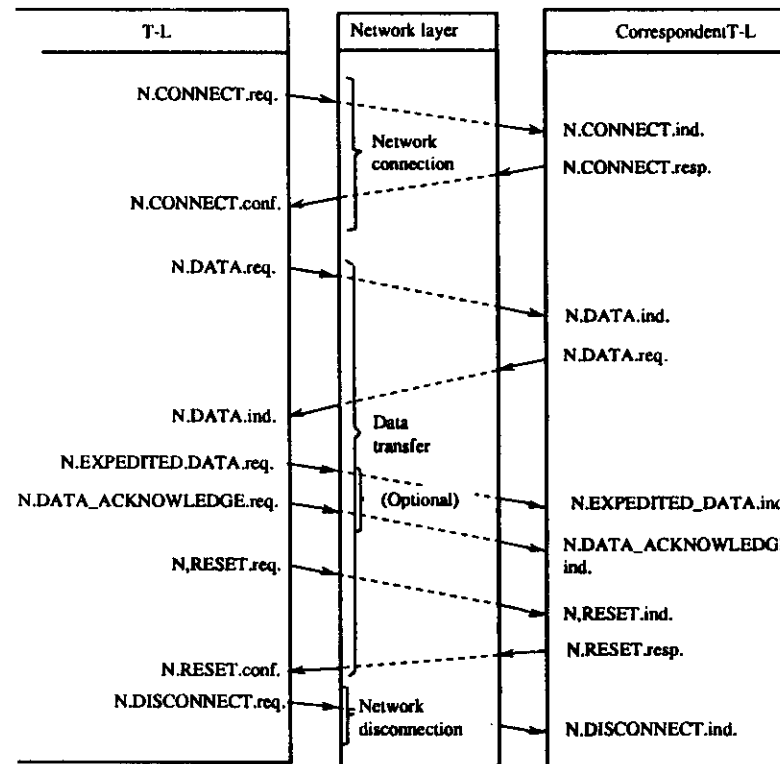 T-L
Network layer
CorrespondentT-L
N.CONNECT.req.
N.CONNECT.ind.
Network
connection
N.CONNECT.resp.
N.CONNECT.conf.
N.DATA.req.
N.DATA.ind.
N.DATA.req.
N.DATA.ind.
Data
transfer
N.EXPEDITED.DATA.req.
(Optional)
N.DATA_ACKNOWLEDGE.req.
N.EXPEDITED_DATA.ind
N.DATA_ACKNOWLEDG
ind.
N,RESET.req.
N,RESET.ind.
N.RESET.resp.
N.RESET.conf.
N.DISCONNECT.req.
Network
disconnection
N.DISCONNECT.ind.